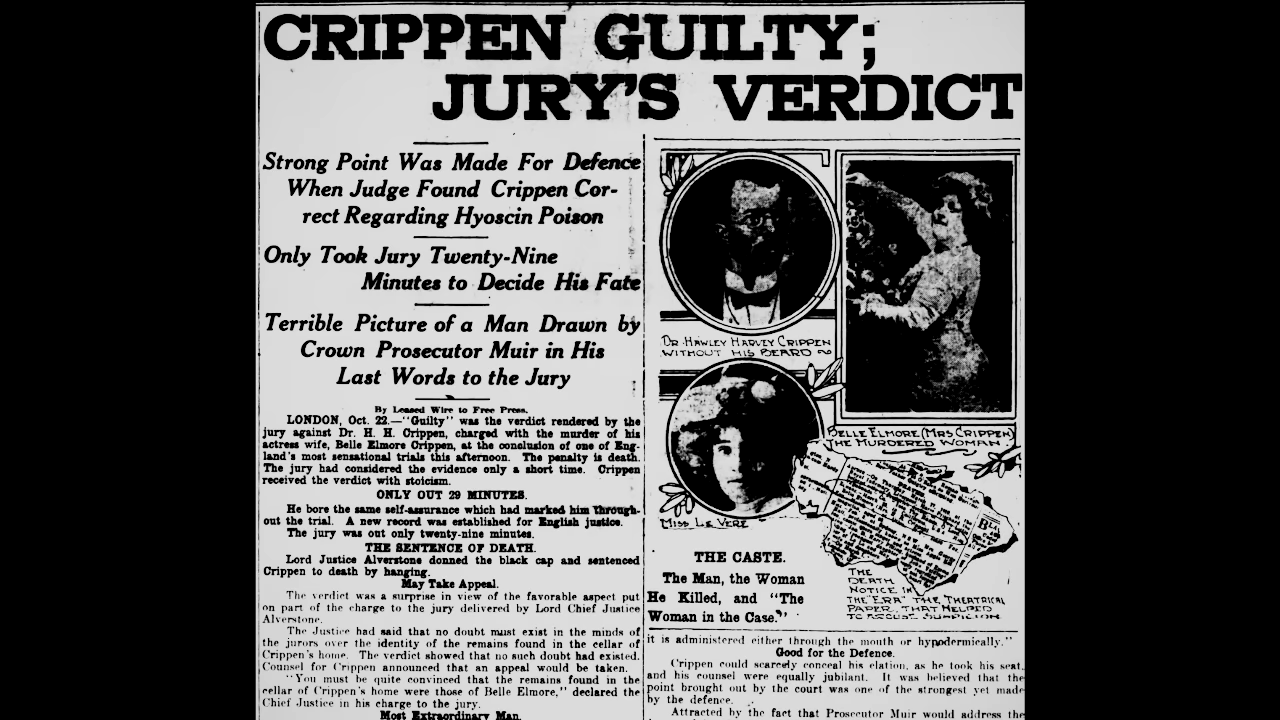 CRIPPEN GUILTY;
JURY'S VERDICT
Strong Point Was Made For Defence
When Judge Found Crippen Cor-
rect Regarding Hyoscin Poison
Only Took Jury Twenty-Nine
Minutes to Decide His Fate
Terrible Picture of a Man Drawn by
Crown Prosecutor Muir in His
Last Words to the Jury
By Leased Wire to Free Press.
LONDON, Oct. 22.—"Guilty" was the verdict rendered by the
jury against Dr. H. H. Crippen, charged with the murder of his
actress wife, Belle Elmore Crippen, at the conclusion of one of Eng-
land's most sensational trials this afternoon. The penalty is death.
The jury had considered the evidence only a short time. Crippen
received the verdict with stoicism.
ONLY OUT 29 MINUTES.
He bore the same self-assurance which had marked him through-
out the trial. A new record was established for English justice.
The jury was out only twenty-nine minutes.
THE SENTENCE OF DEATH.
Lord Justice Alverstone donned the black cap and sentenced
Crippen to death by hanging.
May Take Appeal.
The verdict was a surprise in view of the favorable aspect put
on part of the charge to the jury delivered by Lord Chief Justice
Alverstone.
The Justice had said that no doubt must exist in the minds of
the jurors over the identity of the remains found in the cellar of
Crippen's home. The verdict showed that no such doubt had existed.
Counsel for Crippen announced that an appeal would be taken.
"You must be quite convinced that the remains found in the
cellar of Crippen's home were those of Belle Elmore," declared the
Chief Justice in his charge to the jury.
Most Extraordinary Man.
DR. HAWLEY HARVEY CRIPPEN
WITHOUT HIS BEARD
BELLE ELMORE (MRS CRIPPEN)
THE MURDERED WOMAN
MISS LE VERE
THE
DEATH
NOTICE IN
THE "ERA" THE THEATRICAL
PAPER, THAT HELPED
TO AROUSE SUSPICION
THE CASTE.
The Man, the Woman
He Killed, and "The
Woman in the Case."
it is administered either through the mouth or hypodermically."
Good for the Defence.
Crippen could scarcely conceal his elation, as he took his seat,
and his counsel were equally jubilant. It was believed that the
point brought out by the court was one of the strongest yet made
by the defence.
Attracted by the fact that Prosecutor Muir would address the